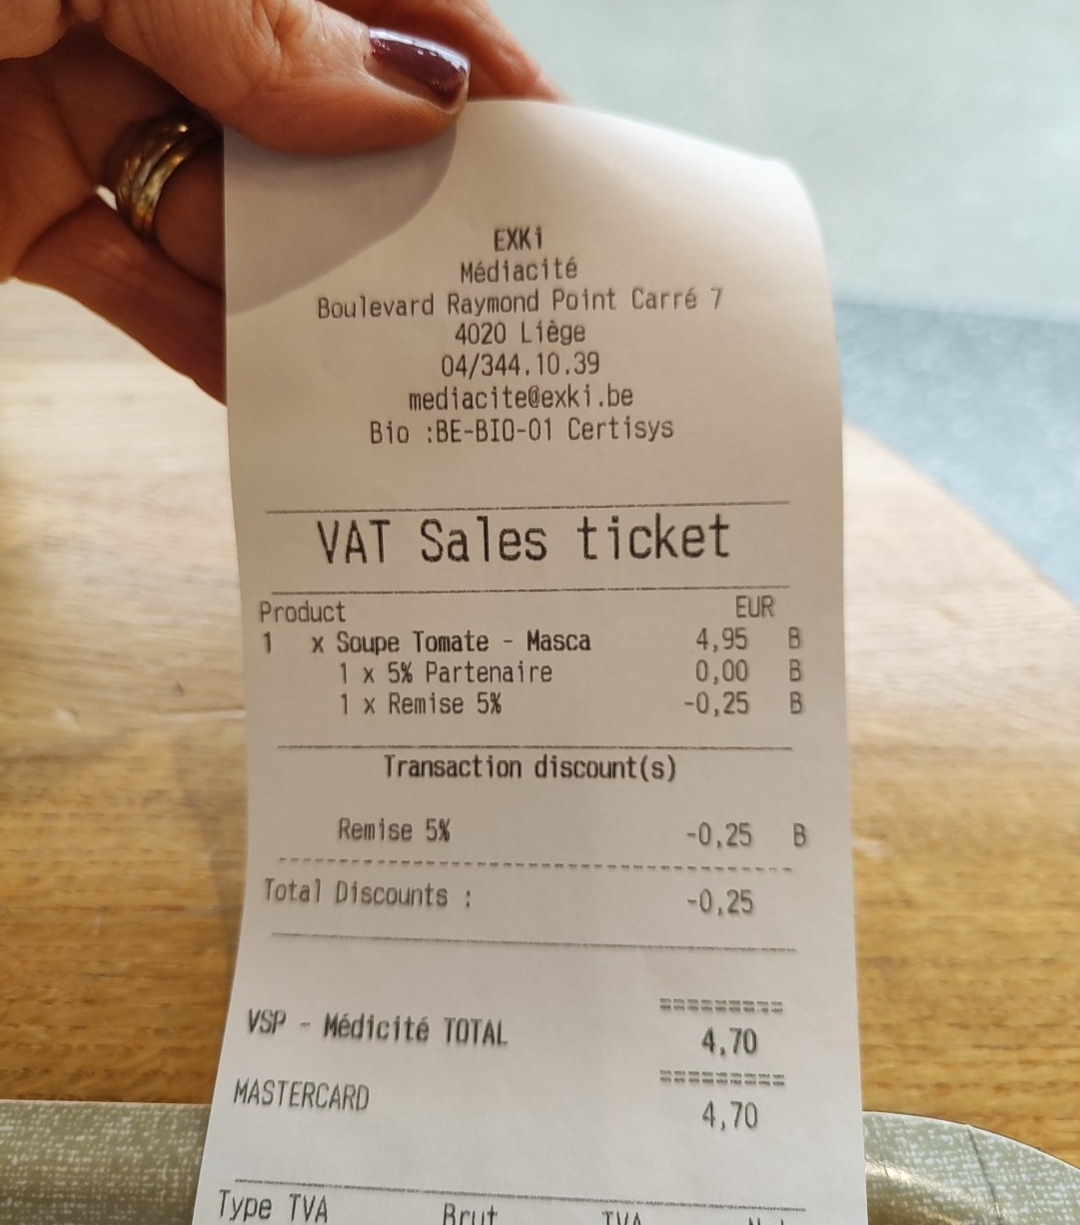 EXKi
Médiacité
Boulevard Raymond Point Carré 7
4020 Liège
04/344.10.39
mediacite@exki.be
Bio :BE-BIO-01 Certisys
VAT Sales ticket
Product EUR
1 x Soupe Tomate - Masca 4,95 B
1 x 5% Partenaire 0,00 B
1 x Remise 5% -0,25 B
Transaction discount(s)
Remise 5% -0,25 B
Total Discounts : -0,25
=========
VSP - Médicité TOTAL 4,70
=========
MASTERCARD 4,70
Type TVA Brut TVA